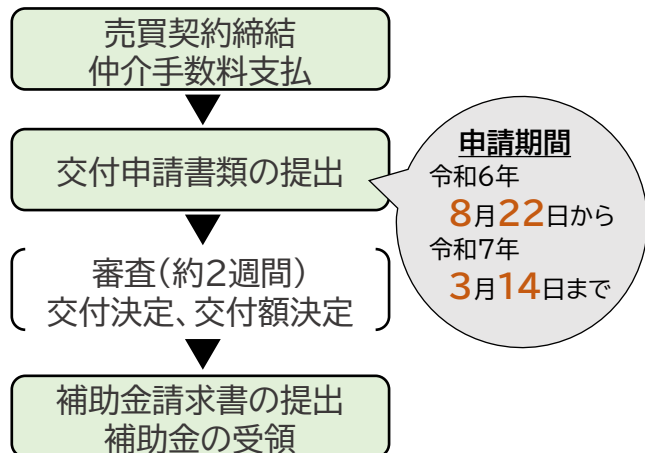 売買契約締結
仲介手数料支払
交付申請書類の提出
申請期間
令和6年
8月22日から
令和7年
3月14日まで
審査(約2週間)
交付決定、交付額決定
補助金請求書の提出
補助金の受領